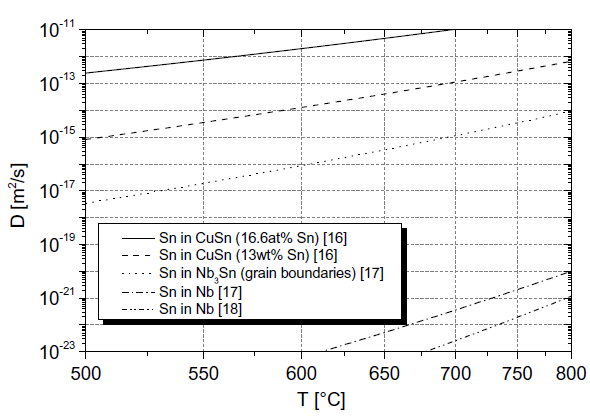 10-11
10-13
10-15
10-17
10-19
10-21
10-23
D [m2/s]
Sn in CuSn (16.6at% Sn) [16]
Sn in CuSn (13wt% Sn) [16]
Sn in Nb3Sn (grain boundaries) [17]
Sn in Nb [17]
Sn in Nb [18]
500 550 600 650 700 750 800
T [°C]